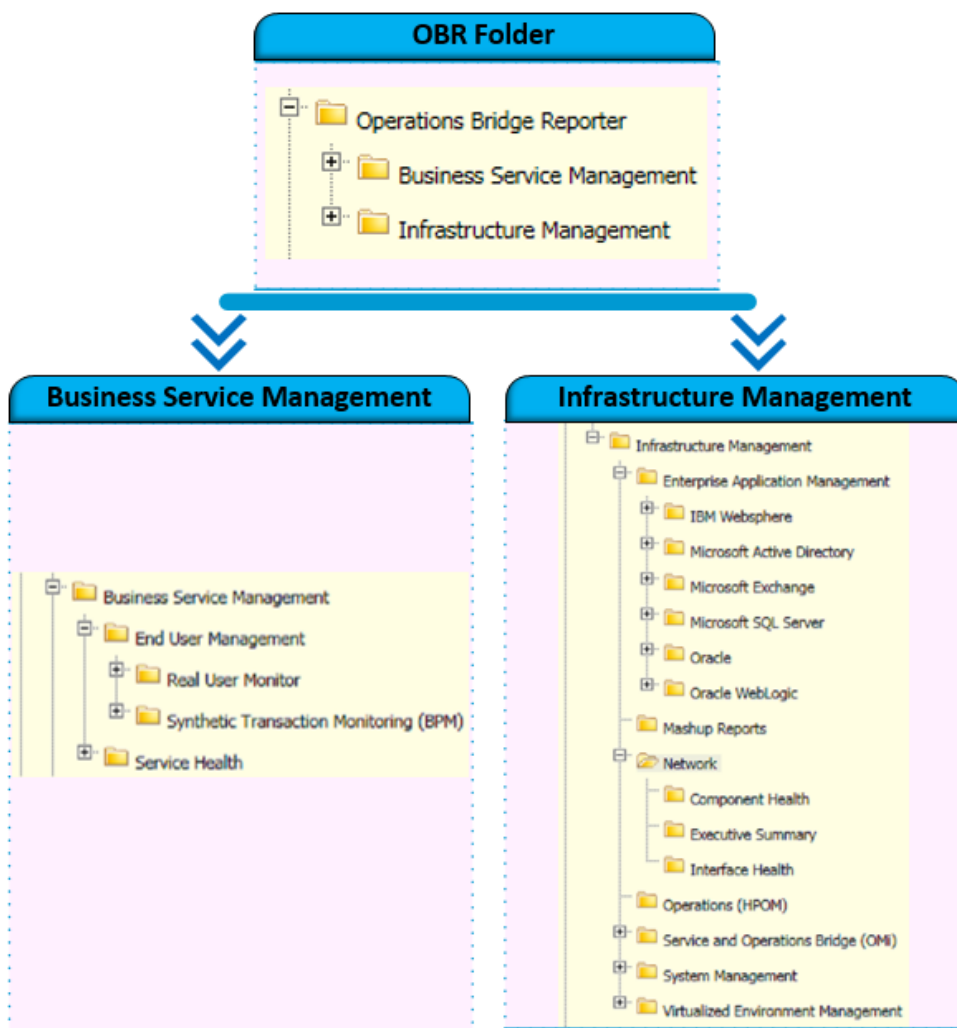 OBR Folder
Operations Bridge Reporter
Business Service Management
Infrastructure Management
Business Service Management
Business Service Management
End User Management
Real User Monitor
Synthetic Transaction Monitoring (BPM)
Service Health
Infrastructure Management
Infrastructure Management
Enterprise Application Management
IBM Websphere
Microsoft Active Directory
Microsoft Exchange
Microsoft SQL Server
Oracle
Oracle WebLogic
Mashup Reports
Network
Component Health
Executive Summary
Interface Health
Operations (HPOM)
Service and Operations Bridge (OMi)
System Management
Virtualized Environment Management